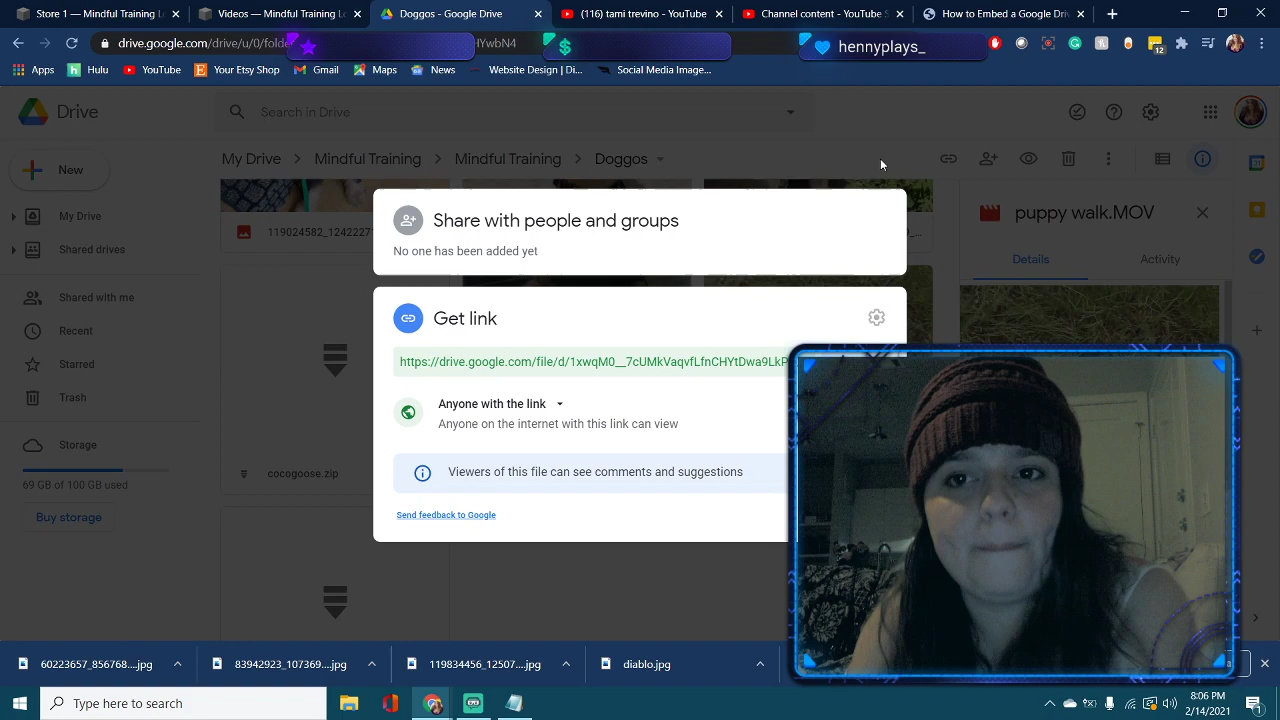 Store — Mindful Training L
Videos — Mindful Training Lo
Doggos - Google Drive
(116) tami trevino - YouTube
Channel content - YouTube S
How to Embed a Google Driv
drive.google.com/drive/u/0/folde
IYwbN4
$
hennyplays_
12
Apps
Hulu
YouTube
Your Etsy Shop
Gmail
Maps
News
Website Design | Di...
Social Media Image...
Drive
Search in Drive
New
My Drive
Mindful Training
Mindful Training
Doggos
My Drive
Shared drives
Shared with me
Recent
Starred
Trash
Storage
69 GB of 100 GB used
Buy storage
119024582_1242227
cocogoose.zip
puppy walk.MOV
Details
Activity
Share with people and groups
No one has been added yet
Get link
https://drive.google.com/file/d/1xwqM0__7cUMkVaqvfLfnCHYtDwa9LkP
Anyone with the link
Anyone on the internet with this link can view
Viewers of this file can see comments and suggestions
Send feedback to Google
60223657_856768....jpg
83942923_107369....jpg
119834456_12507....jpg
diablo.jpg
Type here to search
8:06 PM
2/14/2021